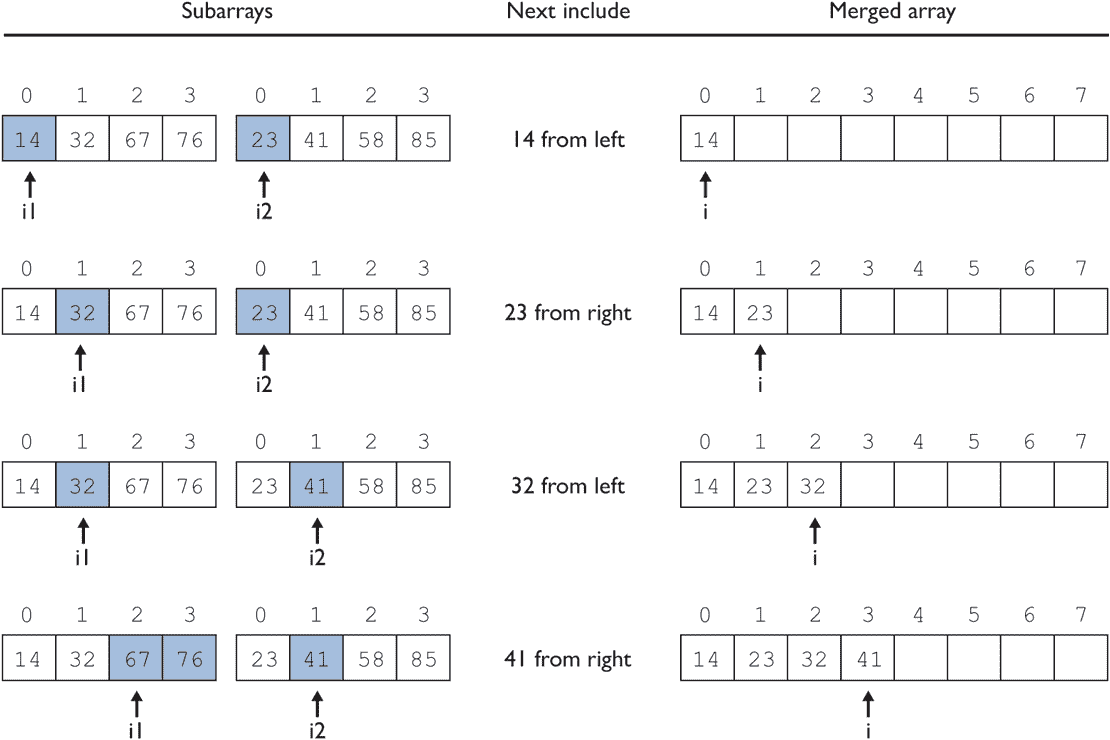 Subarrays Next include Merged array
0 1 2 3 0 1 2 3 0 1 2 3 4 5 6 7
14 32 67 76 23 41 58 85 14 from left 14
i1 i2 i
0 1 2 3 0 1 2 3 0 1 2 3 4 5 6 7
14 32 67 76 23 41 58 85 23 from right 14 23
i1 i2 i
0 1 2 3 0 1 2 3 0 1 2 3 4 5 6 7
14 32 67 76 23 41 58 85 32 from left 14 23 32
i1 i2 i
0 1 2 3 0 1 2 3 0 1 2 3 4 5 6 7
14 32 67 76 23 41 58 85 41 from right 14 23 32 41
i1 i2 i